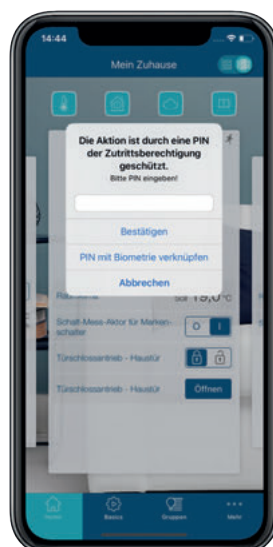 14:44
Mein Zuhause
Die Aktion ist durch eine PIN
der Zutrittsberechtigung
geschützt.
Bitte PIN eingeben!
Bestätigen
PIN mit Biometrie verknüpfen
Abbrechen
soll 19,0 °C
Schalt-Mess-Aktor für Marken-
schalter
O I
Türschlossantrieb - Haustür
Türschlossantrieb - Haustür
Öffnen
Home
Basics
Gruppen
Mehr